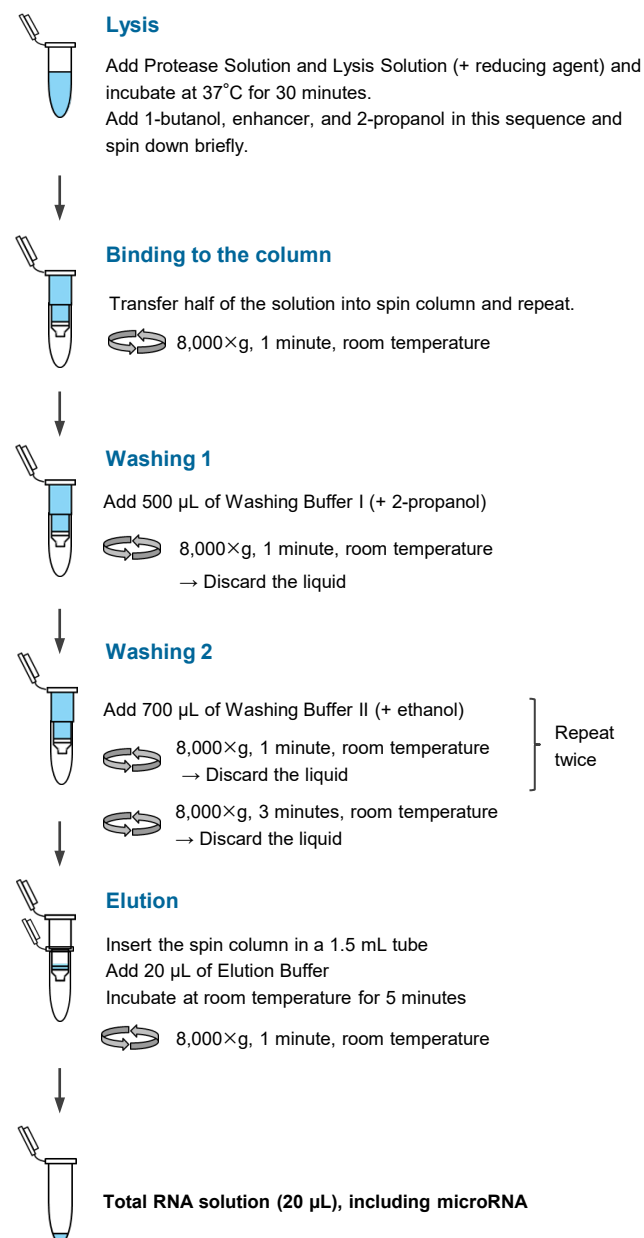 Lysis
Add Protease Solution and Lysis Solution (+ reducing agent) and
incubate at 37°C for 30 minutes.
Add 1-butanol, enhancer, and 2-propanol in this sequence and
spin down briefly.
Binding to the column
Transfer half of the solution into spin column and repeat.
8,000×g, 1 minute, room temperature
Washing 1
Add 500 μL of Washing Buffer I (+ 2-propanol)
8,000×g, 1 minute, room temperature
→ Discard the liquid
Washing 2
Add 700 μL of Washing Buffer II (+ ethanol)
8,000×g, 1 minute, room temperature
→ Discard the liquid
Repeat
twice
8,000×g, 3 minutes, room temperature
→ Discard the liquid
Elution
Insert the spin column in a 1.5 mL tube
Add 20 μL of Elution Buffer
Incubate at room temperature for 5 minutes
8,000×g, 1 minute, room temperature
Total RNA solution (20 μL), including microRNA